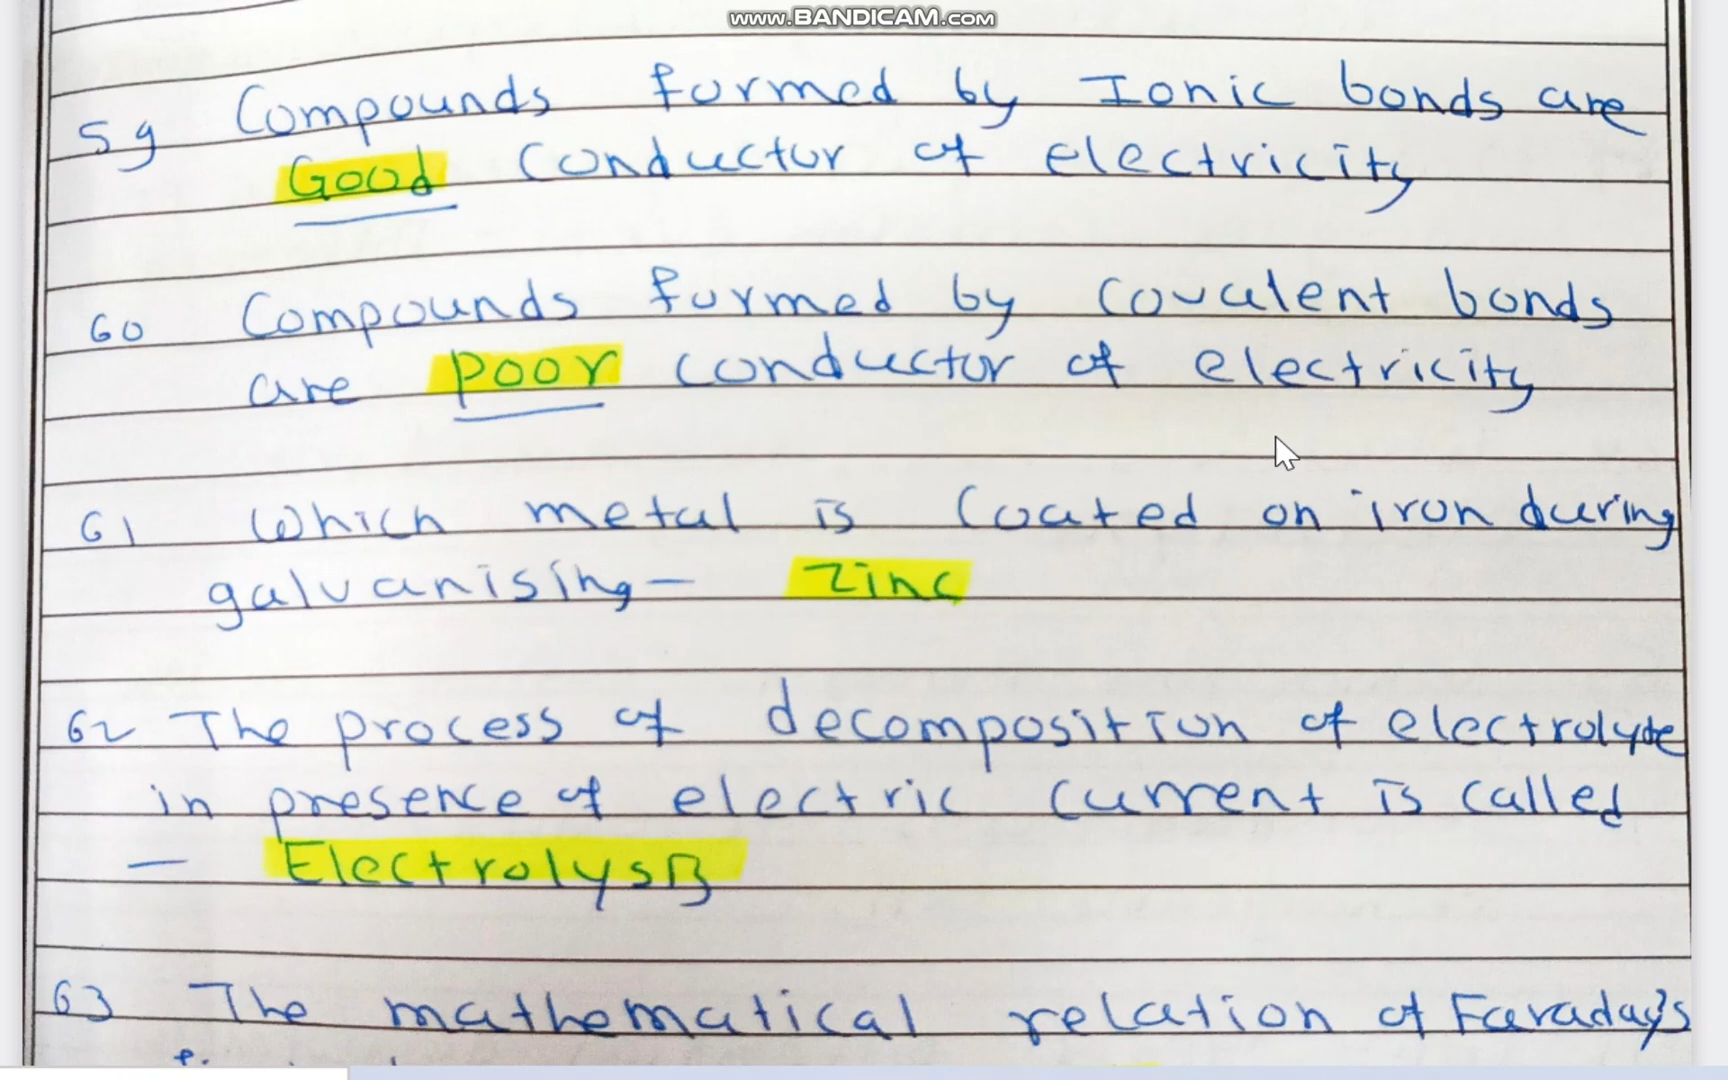 www.BANDICAM.com
59 Compounds formed by Ionic bonds are
Good conductor of electricity
60 Compounds formed by covalent bonds
are poor conductor of electricity
61 Which metal is coated on iron during
galvanising - Zinc
62 The process of decomposition of electrolyte
in presence of electric current is called
- Electrolysis
63 The mathematical relation of Faraday's